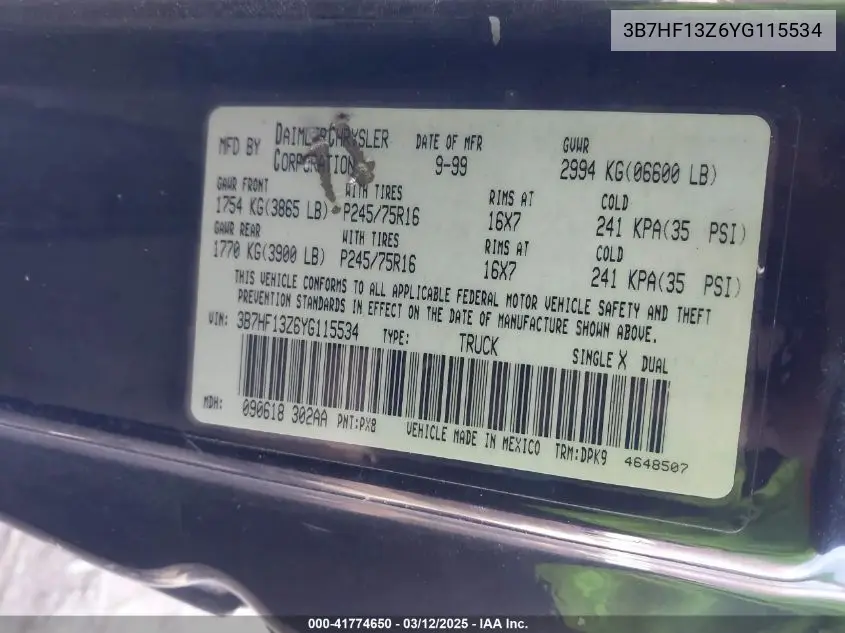 3B7HF13Z6YG115534
MFD BY DAIMLERCHRYSLER CORPORATION DATE OF MFR 9-99 GVWR 2994 KG(06600 LB)
GAWR FRONT WITH TIRES RIMS AT COLD
1754 KG(3865 LB) P245/75R16 16X7 241 KPA(35 PSI)
GAWR REAR WITH TIRES RIMS AT COLD
1770 KG(3900 LB) P245/75R16 16X7 241 KPA(35 PSI)
THIS VEHICLE CONFORMS TO ALL APPLICABLE FEDERAL MOTOR VEHICLE SAFETY AND THEFT
PREVENTION STANDARDS IN EFFECT ON THE DATE OF MANUFACTURE SHOWN ABOVE.
VIN: 3B7HF13Z6YG115534 TYPE: TRUCK SINGLE X DUAL
MDH: 090618 302AA PNT:PX8 VEHICLE MADE IN MEXICO TRM:DPK9 4648507
000-41774650 - 03/12/2025 - IAA Inc.